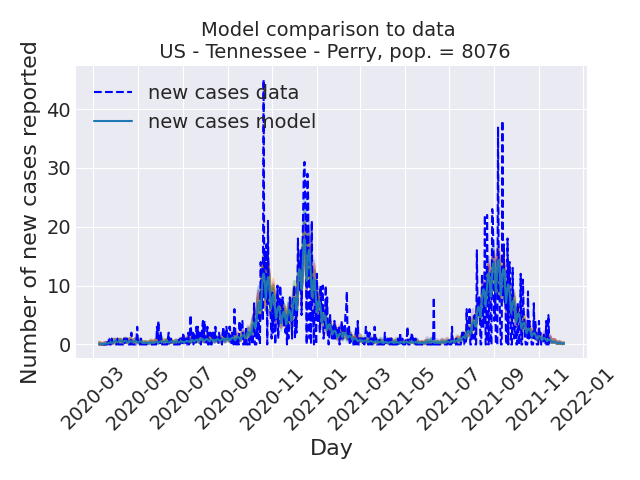 Model comparison to data
US - Tennessee - Perry, pop. = 8076
Number of new cases reported
new cases data
new cases model
40
30
20
10
0
2020-03
2020-05
2020-07
2020-09
2020-11
2021-01
2021-03
2021-05
2021-07
2021-09
2021-11
2022-01
Day